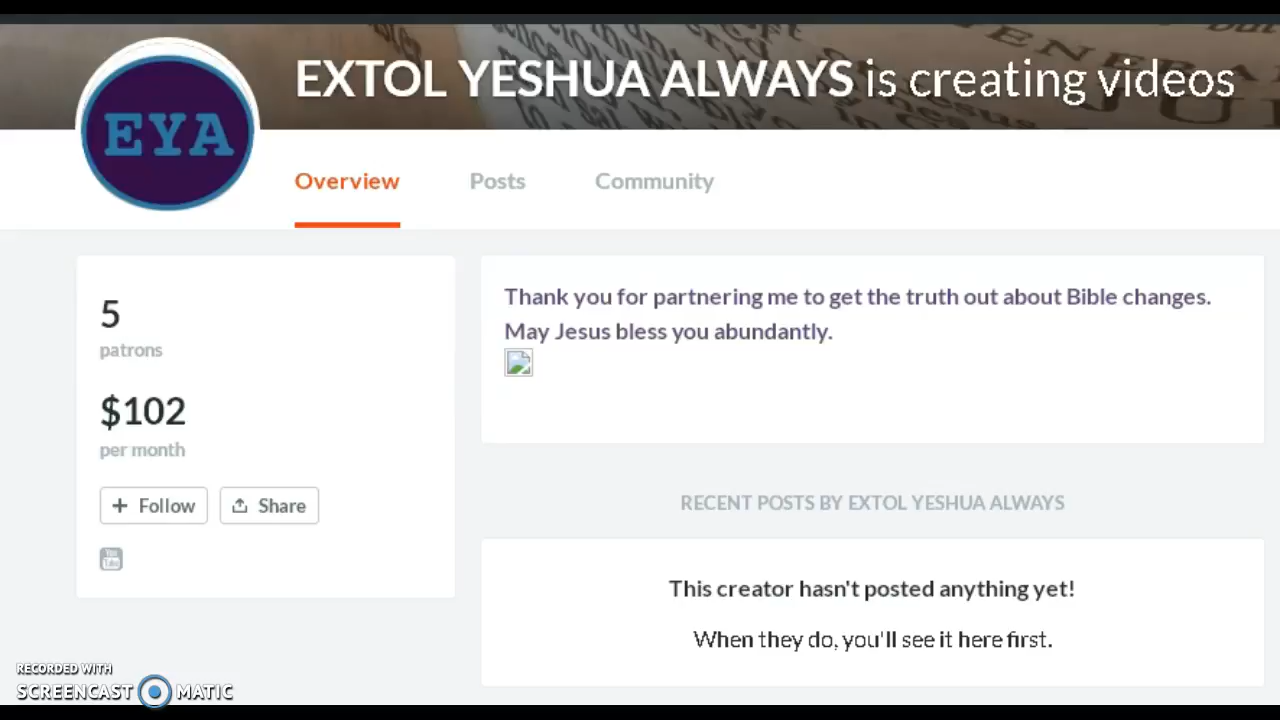 EXTOL YESHUA ALWAYS is creating videos
EYA
Overview
Posts
Community
5
patrons
$102
per month
+ Follow
Share
You
Tube
Thank you for partnering me to get the truth out about Bible changes.
May Jesus bless you abundantly.
RECENT POSTS BY EXTOL YESHUA ALWAYS
This creator hasn't posted anything yet!
When they do, you'll see it here first.
RECORDED WITH
SCREENCAST MATIC